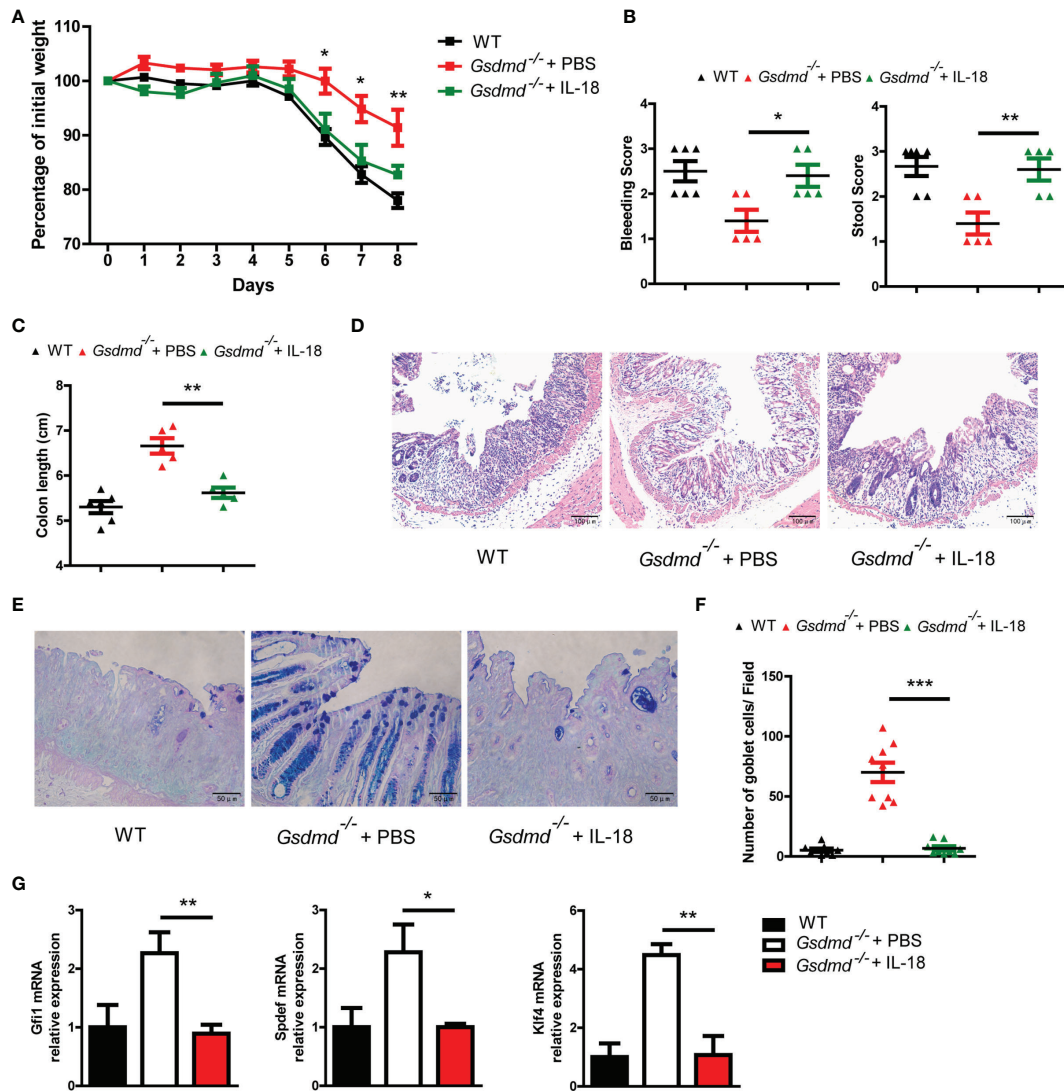 A
110
100
90
80
70
Percentage of initial weight
0 1 2 3 4 5 6 7 8
Days
*
*
**
WT
Gsdmd-/- + PBS
Gsdmd-/- + IL-18
B
WT Gsdmd-/- + PBS Gsdmd-/- + IL-18
4
3
2
1
0
Bleeeding Score
*
4
3
2
1
0
Stool Score
**
C
WT Gsdmd-/- + PBS Gsdmd-/- + IL-18
8
7
6
5
4
Colon length (cm)
**
D
100 μm
100 μm
100 μm
WT
Gsdmd-/- + PBS
Gsdmd-/- + IL-18
E
50 μm
50 μm
50 μm
WT
Gsdmd-/- + PBS
Gsdmd-/- + IL-18
F
WT Gsdmd-/- + PBS Gsdmd-/- + IL-18
150
100
50
0
Number of goblet cells/ Field
***
G
3
2
1
0
Gfi1 mRNA
relative expression
**
3
2
1
0
Spdef mRNA
relative expression
*
6
4
2
0
Klf4 mRNA
relative expression
**
WT
Gsdmd-/- + PBS
Gsdmd-/- + IL-18